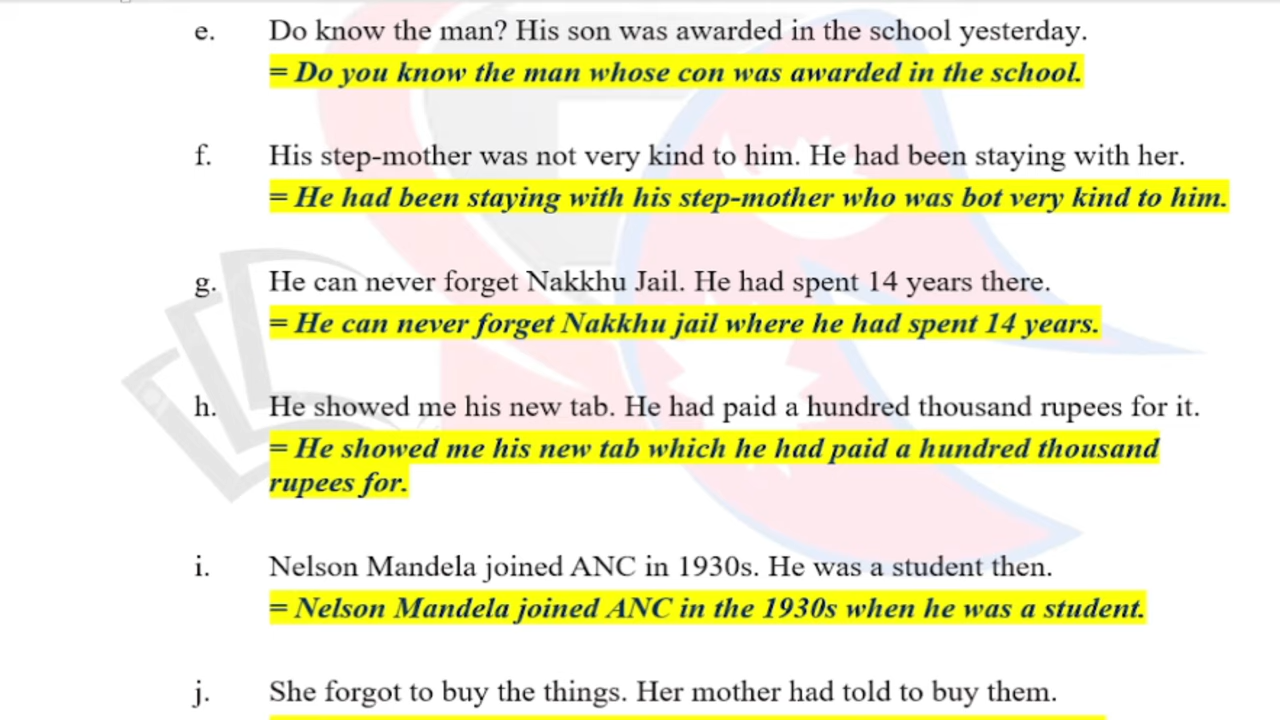 e. Do know the man? His son was awarded in the school yesterday.
= Do you know the man whose con was awarded in the school.
f. His step-mother was not very kind to him. He had been staying with her.
= He had been staying with his step-mother who was bot very kind to him.
g. He can never forget Nakkhu Jail. He had spent 14 years there.
= He can never forget Nakkhu jail where he had spent 14 years.
h. He showed me his new tab. He had paid a hundred thousand rupees for it.
= He showed me his new tab which he had paid a hundred thousand
rupees for.
i. Nelson Mandela joined ANC in 1930s. He was a student then.
= Nelson Mandela joined ANC in the 1930s when he was a student.
j. She forgot to buy the things. Her mother had told to buy them.